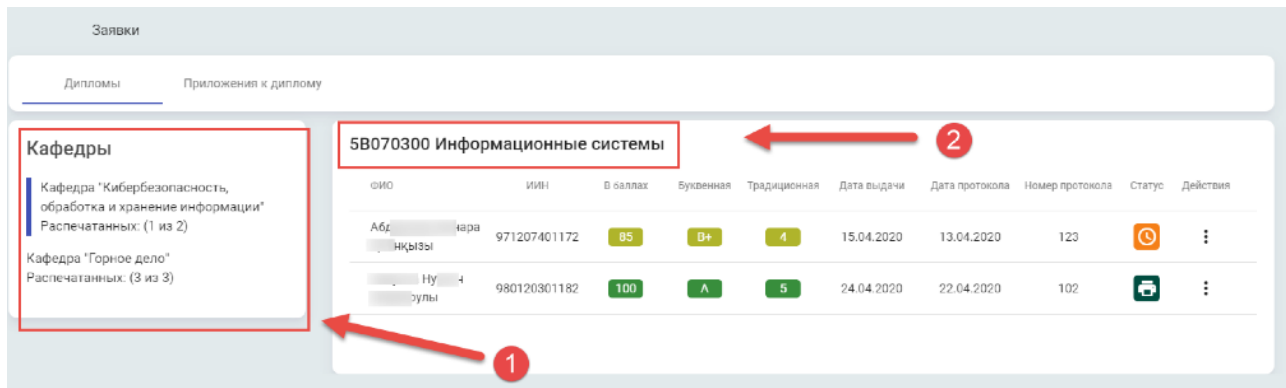 Заявки
Дипломы Приложения к диплому
Кафедры
Кафедра "Кибербезопасность,
обработка и хранение информации"
Распечатанных: (1 из 2)
Кафедра "Горное дело"
Распечатанных: (3 из 3)
1
5B070300 Информационные системы
2
ФИО ИИН В баллах Буквенная Традиционная Дата выдачи Дата протокола Номер протокола Статус Действия
971207401172 85 B+ 4 15.04.2020 13.04.2020 123
980120301182 100 A 5 24.04.2020 22.04.2020 102